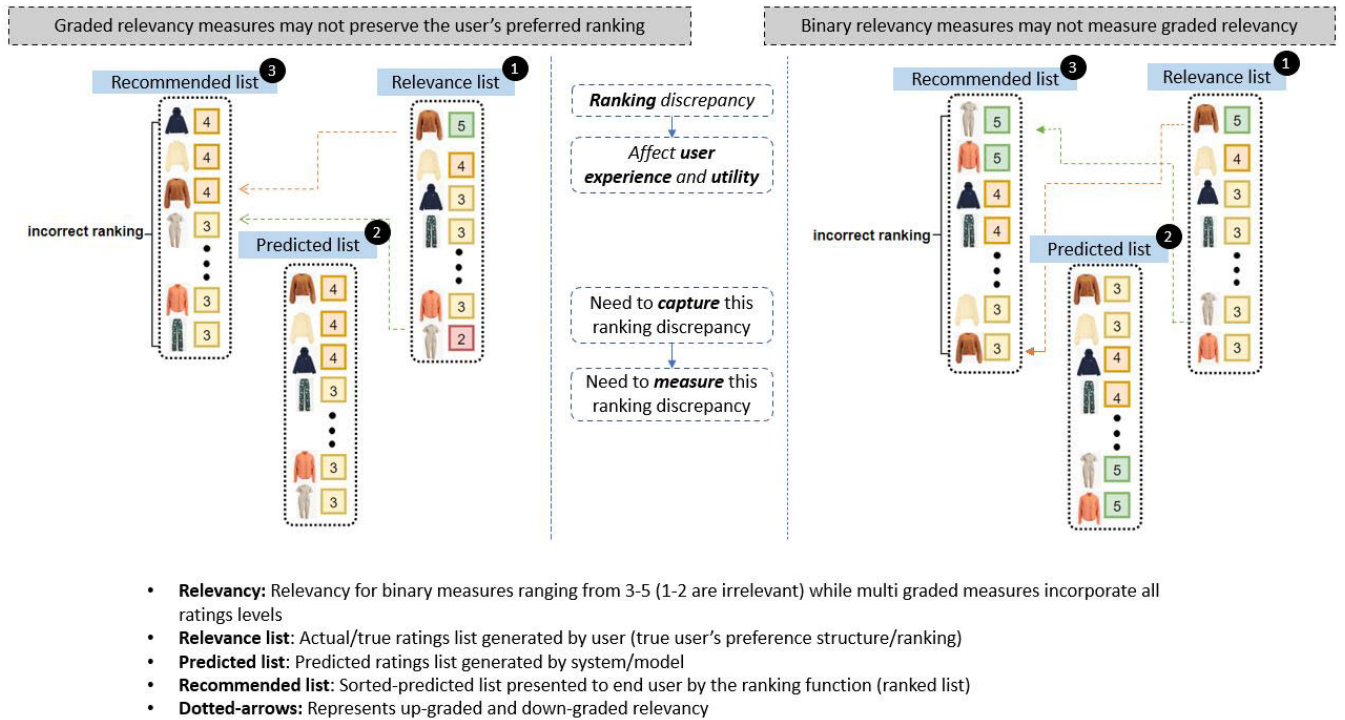 Graded relevancy measures may not preserve the user's preferred ranking
Recommended list
3
Relevance list
1
4
4
4
3
3
3
incorrect ranking
5
4
3
3
3
2
Predicted list
2
4
4
4
3
3
3
Ranking discrepancy
Affect user
experience and utility
Need to capture this
ranking discrepancy
Need to measure this
ranking discrepancy
Binary relevancy measures may not measure graded relevancy
Recommended list
3
Relevance list
1
5
5
4
4
3
3
incorrect ranking
5
4
3
3
3
3
Predicted list
2
3
3
4
4
5
5
• Relevancy: Relevancy for binary measures ranging from 3-5 (1-2 are irrelevant) while multi graded measures incorporate all
ratings levels
• Relevance list: Actual/true ratings list generated by user (true user's preference structure/ranking)
• Predicted list: Predicted ratings list generated by system/model
• Recommended list: Sorted-predicted list presented to end user by the ranking function (ranked list)
• Dotted-arrows: Represents up-graded and down-graded relevancy